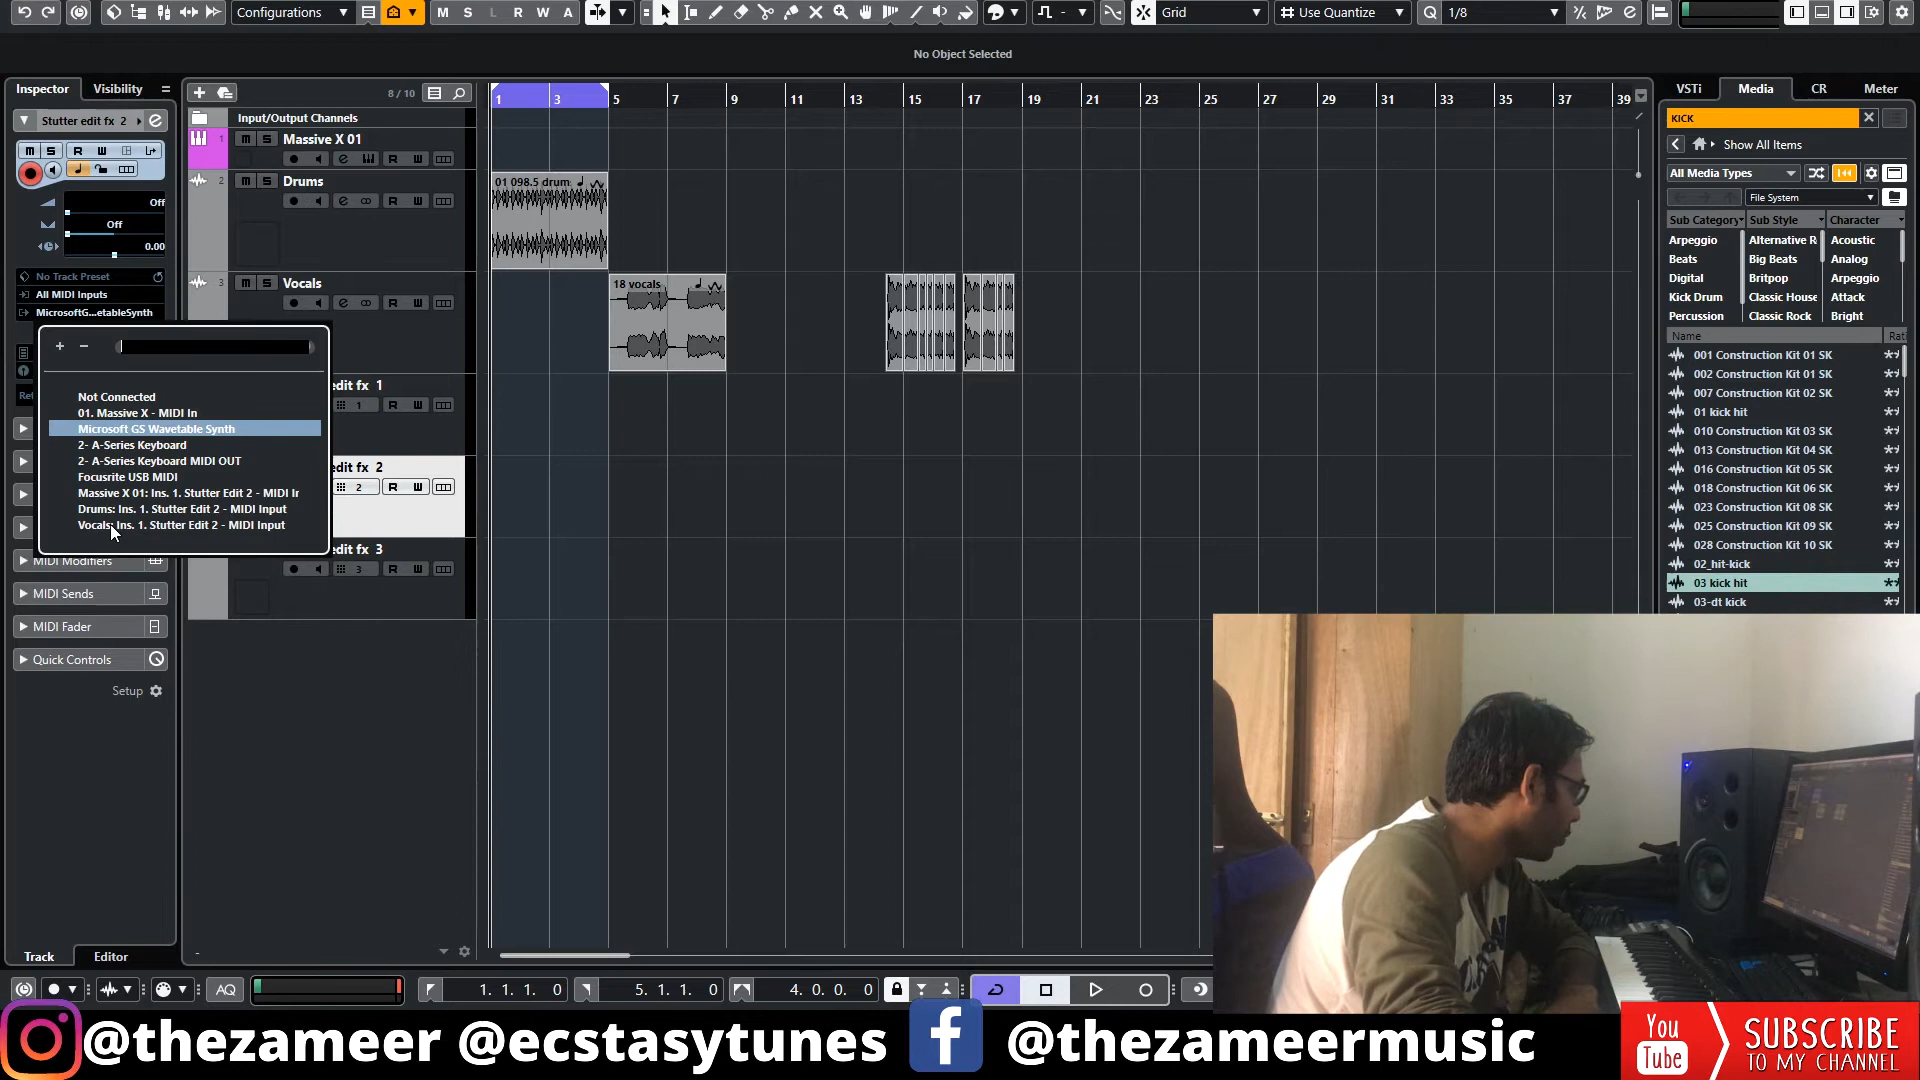 Configurations
M S L R W A
Grid
Use Quantize
1/8
No Object Selected
Inspector
Visibility
8 / 10
VSTi
Media
CR
Meter
Stutter edit fx 2
M S R W
Off
Off
0.00
No Track Preset
All MIDI Inputs
MicrosoftG...etableSynth
Input/Output Channels
1
Massive X 01
M S
R W
2
Drums
M S
R W
3
Vocals
M S
R W
1 3 5 7 9 11 13 15 17 19 21 23 25 27 29 31 33 35 37 39
01 098.5 drum
18 vocals
Not Connected
01. Massive X - MIDI In
Microsoft GS Wavetable Synth
2- A-Series Keyboard
2- A-Series Keyboard MIDI OUT
Focusrite USB MIDI
Massive X 01: Ins. 1. Stutter Edit 2 - MIDI Ir
Drums: Ins. 1. Stutter Edit 2 - MIDI Input
Vocals: Ins. 1. Stutter Edit 2 - MIDI Input
edit fx 1
1 R W
edit fx 2
2 R W
edit fx 3
3 R W
MIDI Modifiers
MIDI Sends
MIDI Fader
Quick Controls
Setup
Track
Editor
KICK
Show All Items
All Media Types
File System
Sub Category
Sub Style
Character
Arpeggio
Alternative R
Acoustic
Beats
Big Beats
Analog
Digital
Britpop
Arpeggio
Kick Drum
Classic House
Attack
Percussion
Classic Rock
Bright
Name
Rati
001 Construction Kit 01 SK
002 Construction Kit 01 SK
007 Construction Kit 02 SK
01 kick hit
010 Construction Kit 03 SK
013 Construction Kit 04 SK
016 Construction Kit 05 SK
018 Construction Kit 06 SK
023 Construction Kit 08 SK
025 Construction Kit 09 SK
028 Construction Kit 10 SK
02_hit-kick
03 kick hit
03-dt kick
AQ
1. 1. 1. 0
5. 1. 1. 0
4. 0. 0. 0
@thezameer @ecstasytunes
@thezameermusic
You
Tube
SUBSCRIBE
TO MY CHANNEL